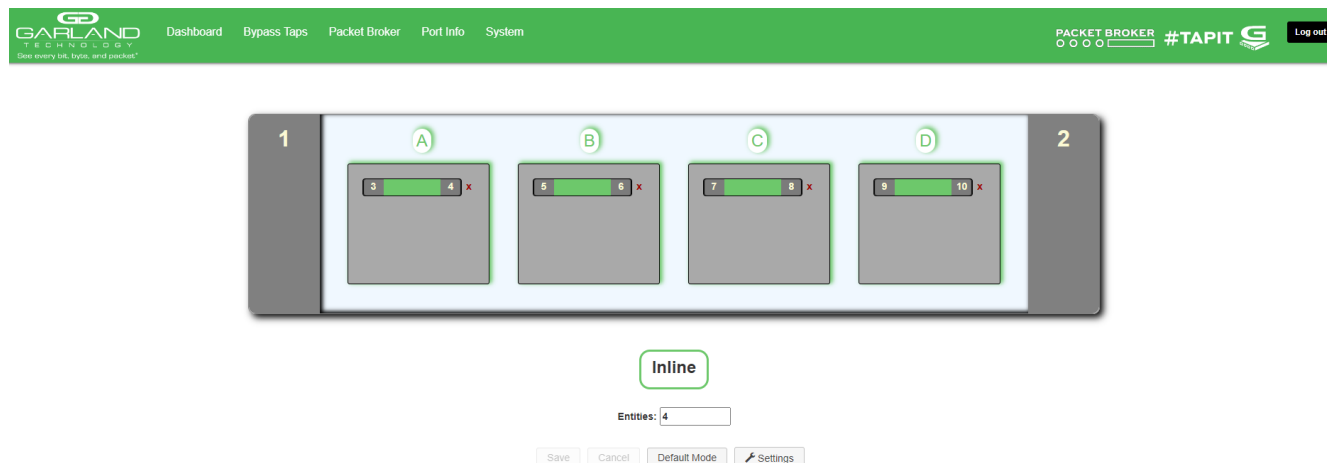 GARLAND
TECHNOLOGY
See every bit, byte, and packet®
Dashboard Bypass Taps Packet Broker Port Info System
PACKET BROKER
#TAPIT
Log out
1 A B C D 2
3 4 x 5 6 x 7 8 x 9 10 x
Inline
Entities: 4
Save Cancel Default Mode Settings